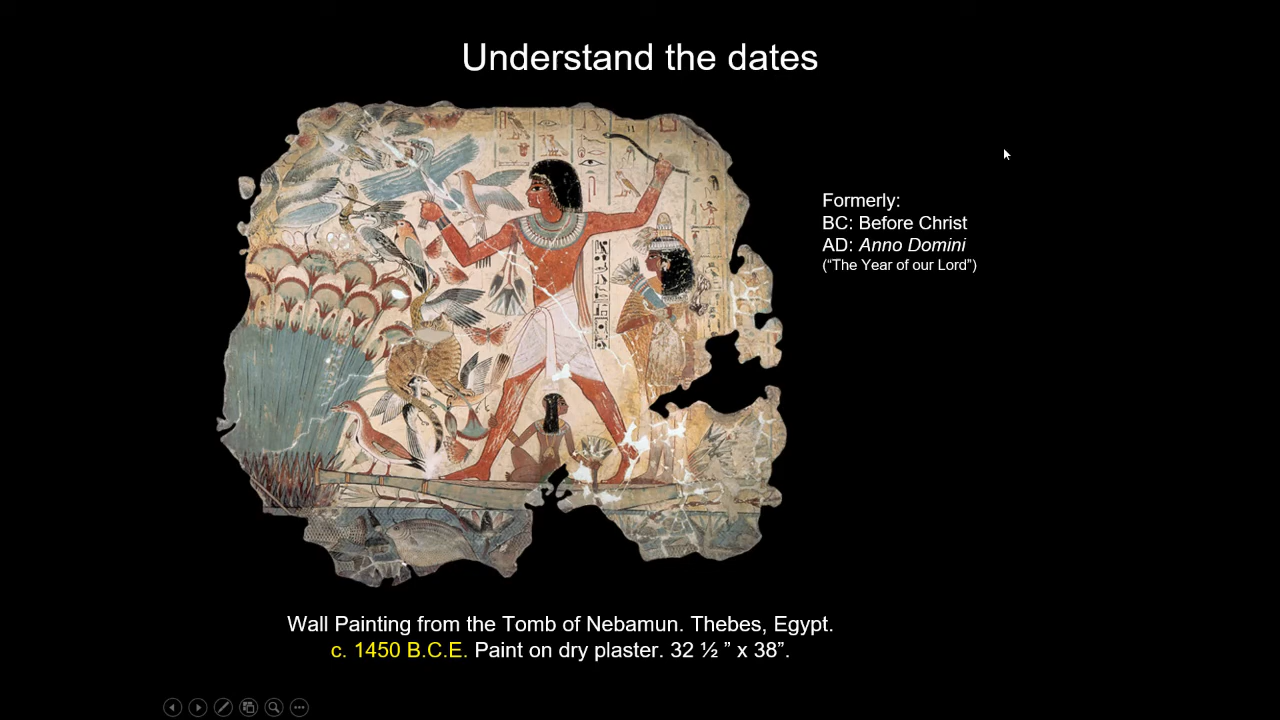 Understand the dates
Formerly:
BC: Before Christ
AD: Anno Domini
(“The Year of our Lord”)
Wall Painting from the Tomb of Nebamun. Thebes, Egypt.
c. 1450 B.C.E. Paint on dry plaster. 32 ½ ” x 38”.